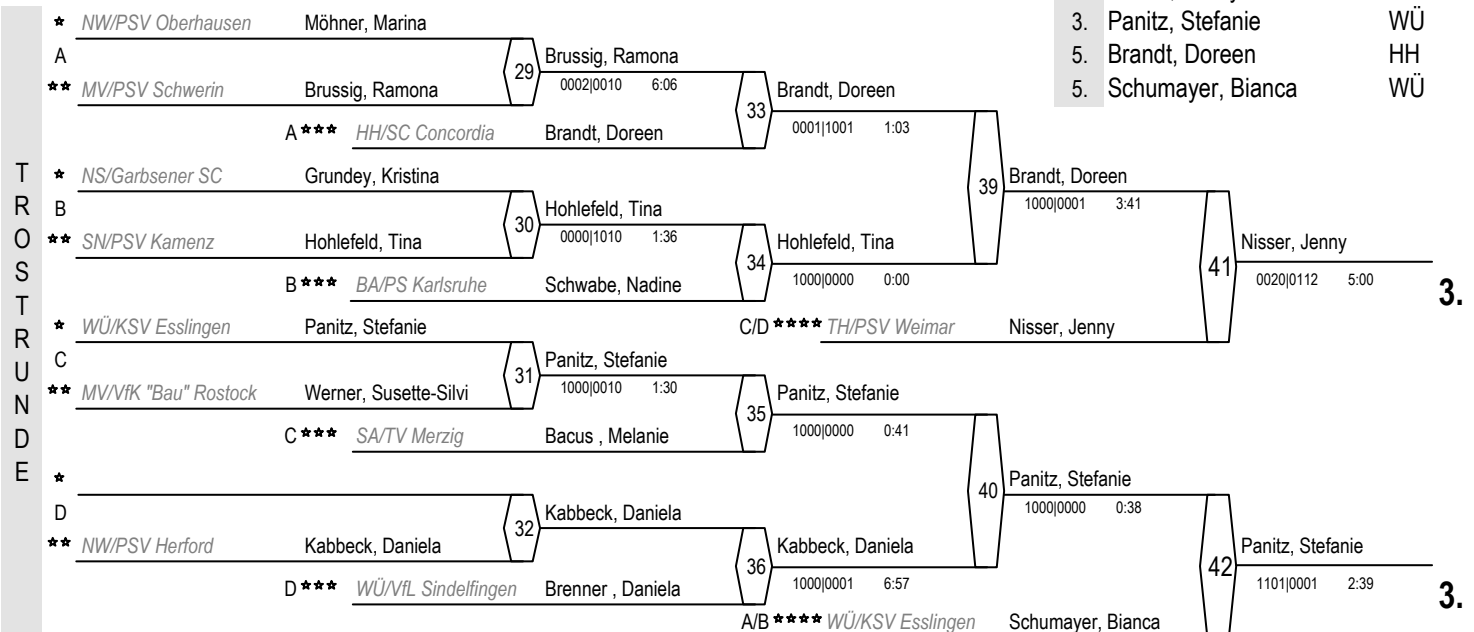 3. Panitz, Stefanie WÜ
5. Brandt, Doreen HH
5. Schumayer, Bianca WÜ
TROSTRUNDE
* NW/PSV Oberhausen Möhner, Marina
A
29 Brussig, Ramona
0002|0010 6:06
** MV/PSV Schwerin Brussig, Ramona
33 Brandt, Doreen
0001|1001 1:03
A *** HH/SC Concordia Brandt, Doreen
* NS/Garbsener SC Grundey, Kristina
39 Brandt, Doreen
1000|0001 3:41
B
30 Hohlefeld, Tina
0000|1010 1:36
** SN/PSV Kamenz Hohlefeld, Tina
34 Hohlefeld, Tina
1000|0000 0:00
41 Nisser, Jenny
0020|0112 5:00
3.
B *** BA/PS Karlsruhe Schwabe, Nadine
* WÜ/KSV Esslingen Panitz, Stefanie
C/D **** TH/PSV Weimar Nisser, Jenny
C
31 Panitz, Stefanie
1000|0010 1:30
** MV/VfK "Bau" Rostock Werner, Susette-Silvi
35 Panitz, Stefanie
1000|0000 0:41
C *** SA/TV Merzig Bacus , Melanie
*
40 Panitz, Stefanie
1000|0000 0:38
D
32 Kabbeck, Daniela
** NW/PSV Herford Kabbeck, Daniela
36 Kabbeck, Daniela
1000|0001 6:57
42 Panitz, Stefanie
1101|0001 2:39
3.
D *** WÜ/VfL Sindelfingen Brenner , Daniela
A/B **** WÜ/KSV Esslingen Schumayer, Bianca